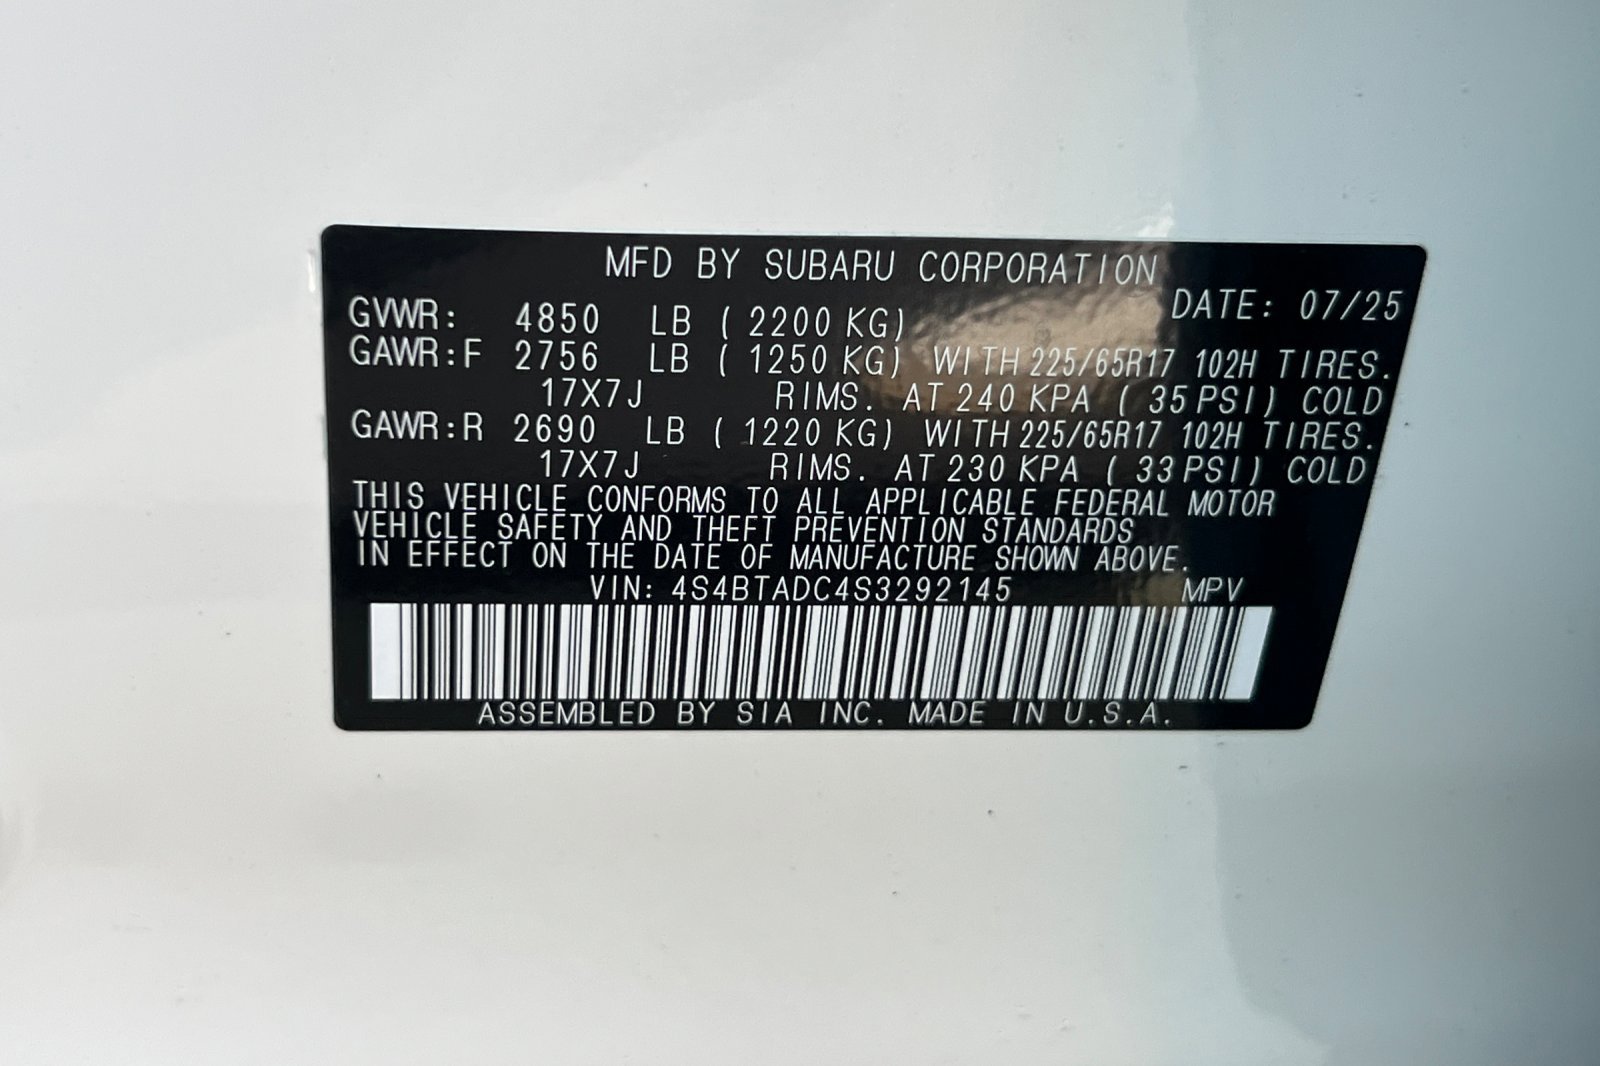 MFD BY SUBARU CORPORATION
DATE: 07/25
GVWR: 4850 LB ( 2200 KG)
GAWR:F 2756 LB ( 1250 KG) WITH 225/65R17 102H TIRES.
17X7J RIMS. AT 240 KPA ( 35 PSI) COLD
GAWR:R 2690 LB ( 1220 KG) WITH 225/65R17 102H TIRES.
17X7J RIMS. AT 230 KPA ( 33 PSI) COLD
THIS VEHICLE CONFORMS TO ALL APPLICABLE FEDERAL MOTOR
VEHICLE SAFETY AND THEFT PREVENTION STANDARDS
IN EFFECT ON THE DATE OF MANUFACTURE SHOWN ABOVE.
VIN: 4S4BTADC4S3292145 MPV
ASSEMBLED BY SIA INC. MADE IN U.S.A.